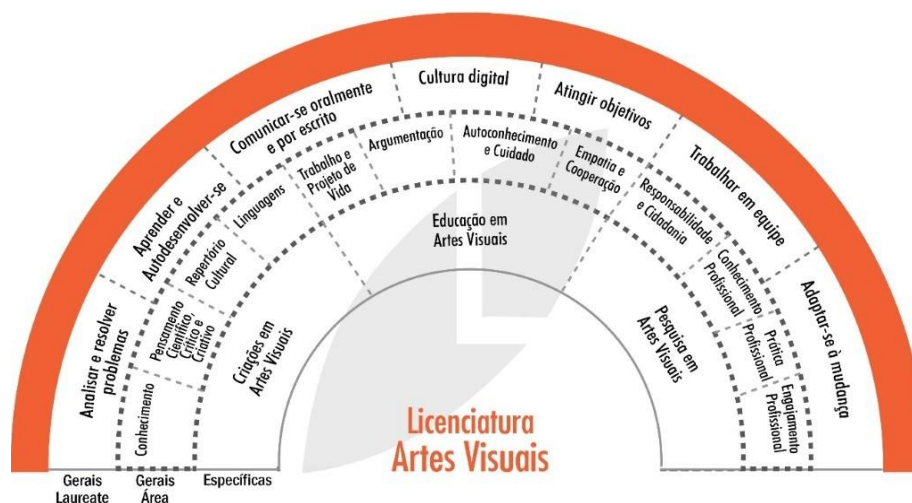 Analisar e resolver
problemas
Aprender e
Autodesenvolver-se
Comunicar-se oralmente
e por escrito
Cultura digital
Atingir objetivos
Trabalhar em equipe
Adaptar-se à mudança
Conhecimento
Pensamento
Científico,
Crítico e
Criativo
Repertório
Cultural
Linguagens
Trabalho e
Projeto de
Vida
Argumentação
Autoconhecimento
e Cuidado
Empatia e
Cooperação
Responsabilidade
e Cidadania
Conhecimento
Profissional
Prática
Profissional
Engajamento
Profissional
Criações em
Artes Visuais
Educação em
Artes Visuais
Pesquisa em
Artes Visuais
Licenciatura
Artes Visuais
Gerais
Laureate
Gerais
Área
Específicas